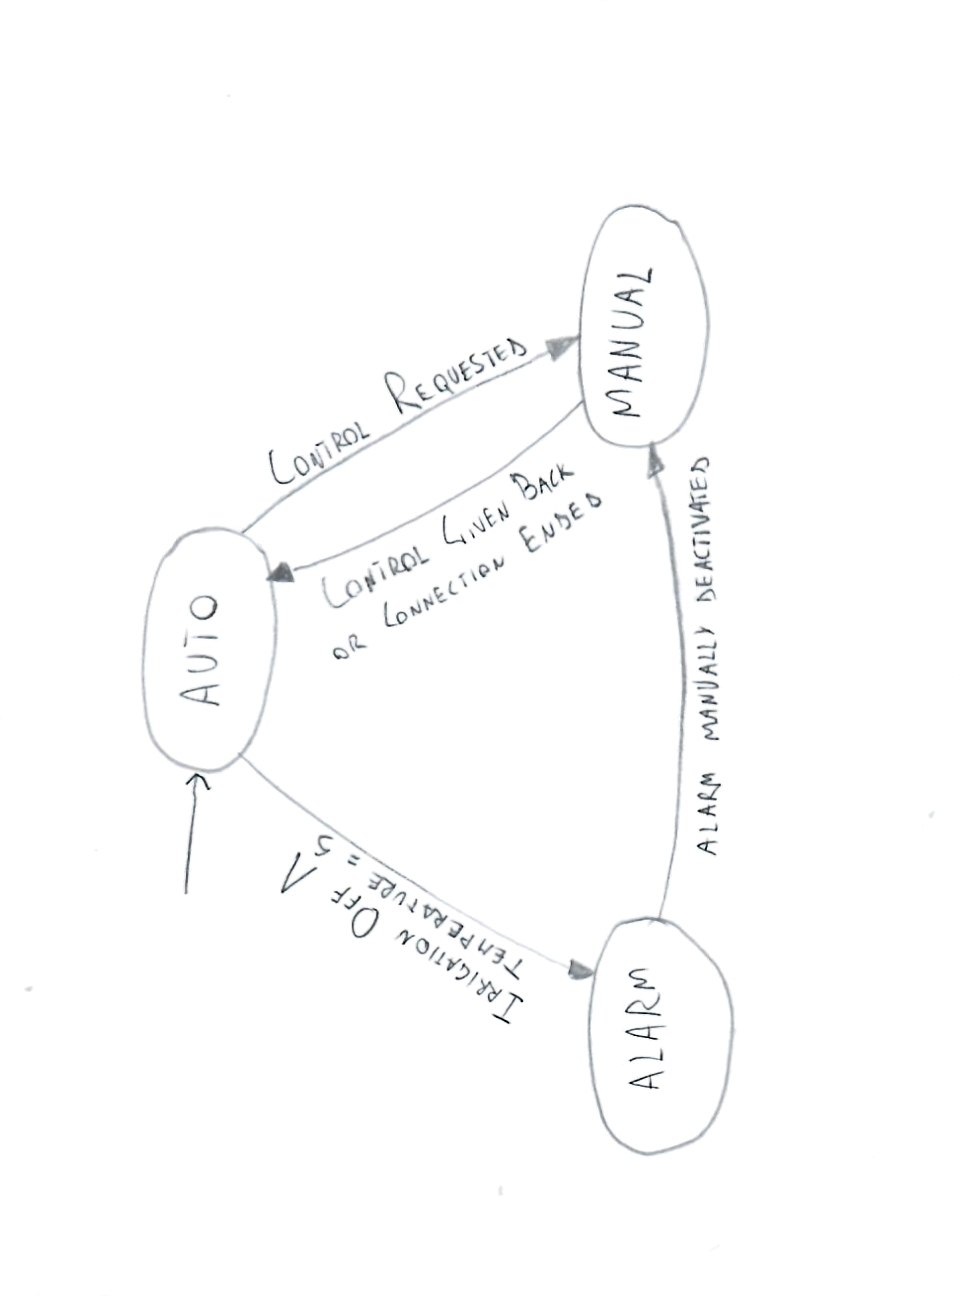 AUTO
CONTROL REQUESTED
MANUAL
CONTROL GIVEN BACK
OR CONNECTION ENDED
IRRIGATION OFF ∧
TEMPERATURE = 5
ALARM
ALARM MANUALLY DEACTIVATED